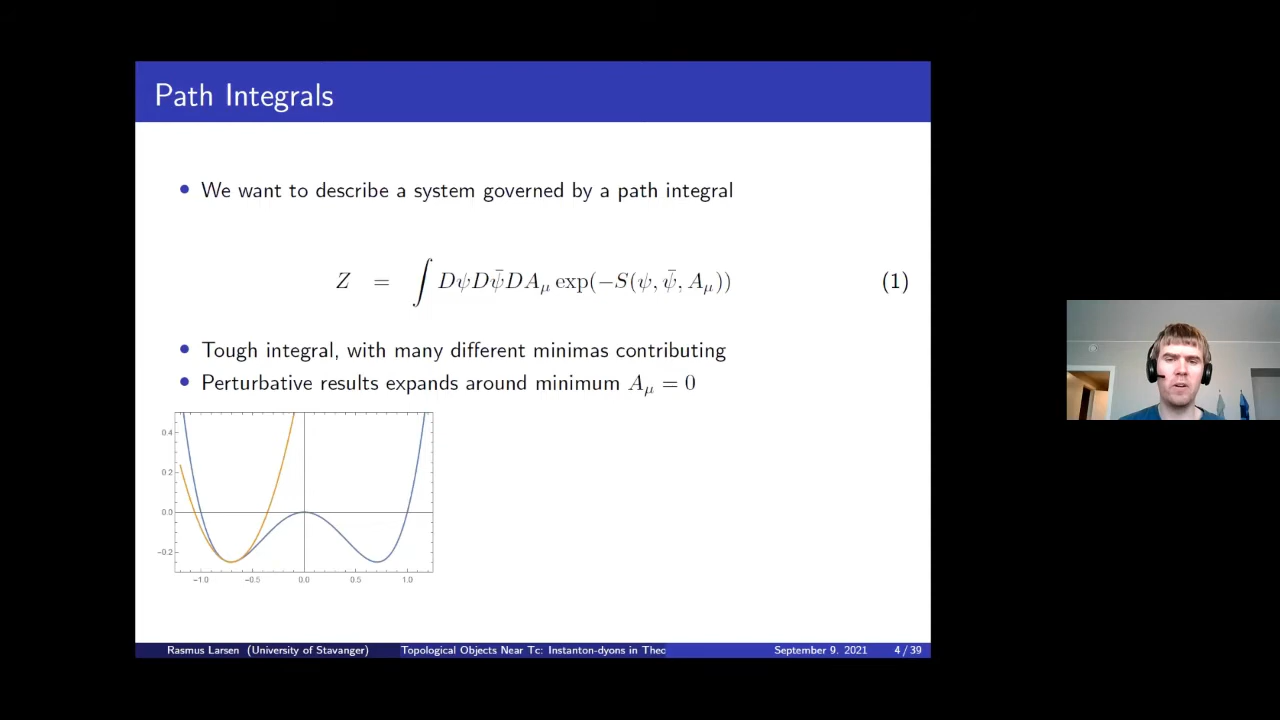 Path Integrals
• We want to describe a system governed by a path integral
Z = ∫ DψDψ̄DA_μ exp(−S(ψ, ψ̄, A_μ)) (1)
• Tough integral, with many different minimas contributing
• Perturbative results expands around minimum A_μ = 0
0.4
0.2
0.0
−0.2
−1.0 −0.5 0.0 0.5 1.0
Rasmus Larsen (University of Stavanger) Topological Objects Near Tc: Instanton-dyons in Theo September 9, 2021 4 / 39